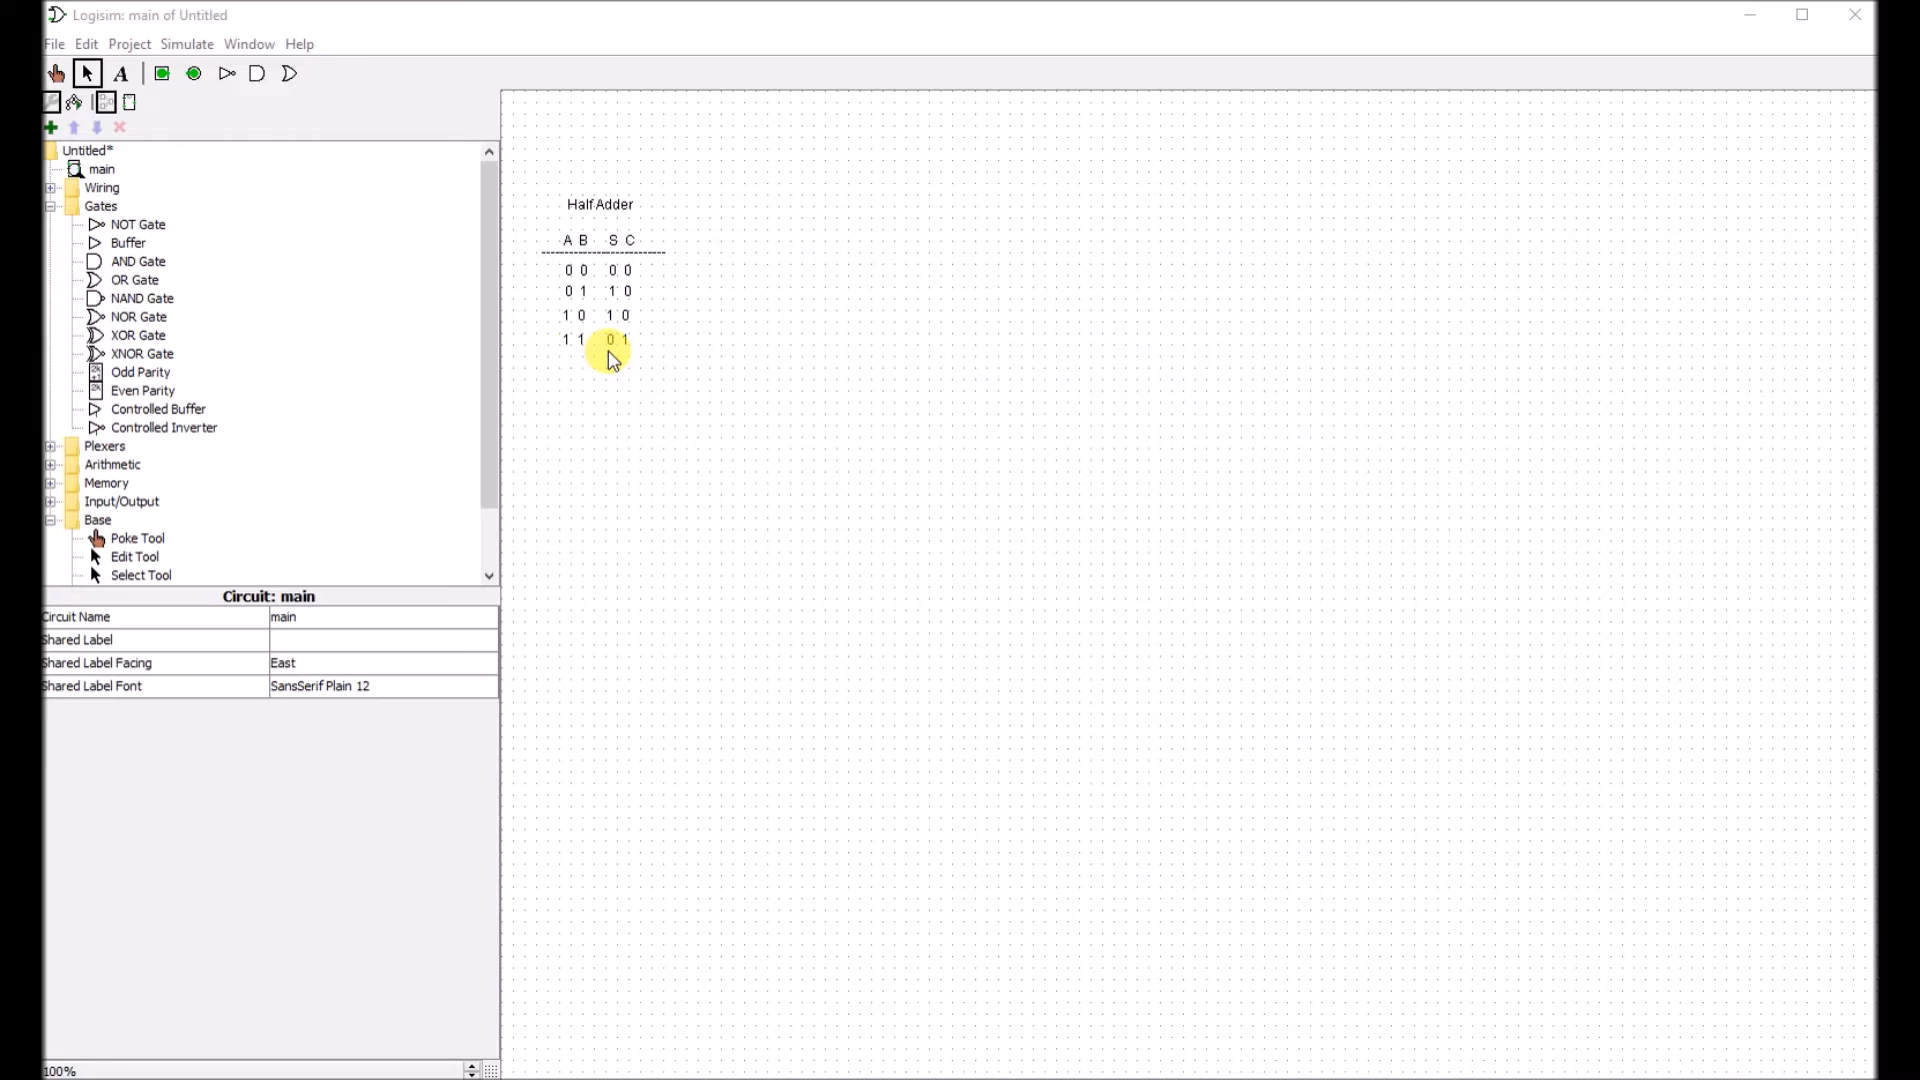 Logisim: main of Untitled
File Edit Project Simulate Window Help
A
Untitled*
main
Wiring
Gates
NOT Gate
Buffer
AND Gate
OR Gate
NAND Gate
NOR Gate
XOR Gate
XNOR Gate
Odd Parity
Even Parity
Controlled Buffer
Controlled Inverter
Plexers
Arithmetic
Memory
Input/Output
Base
Poke Tool
Edit Tool
Select Tool
Circuit: main
Circuit Name main
Shared Label
Shared Label Facing East
Shared Label Font SansSerif Plain 12
100%
Half Adder
A B S C
0 0 0 0
0 1 1 0
1 0 1 0
1 1 0 1